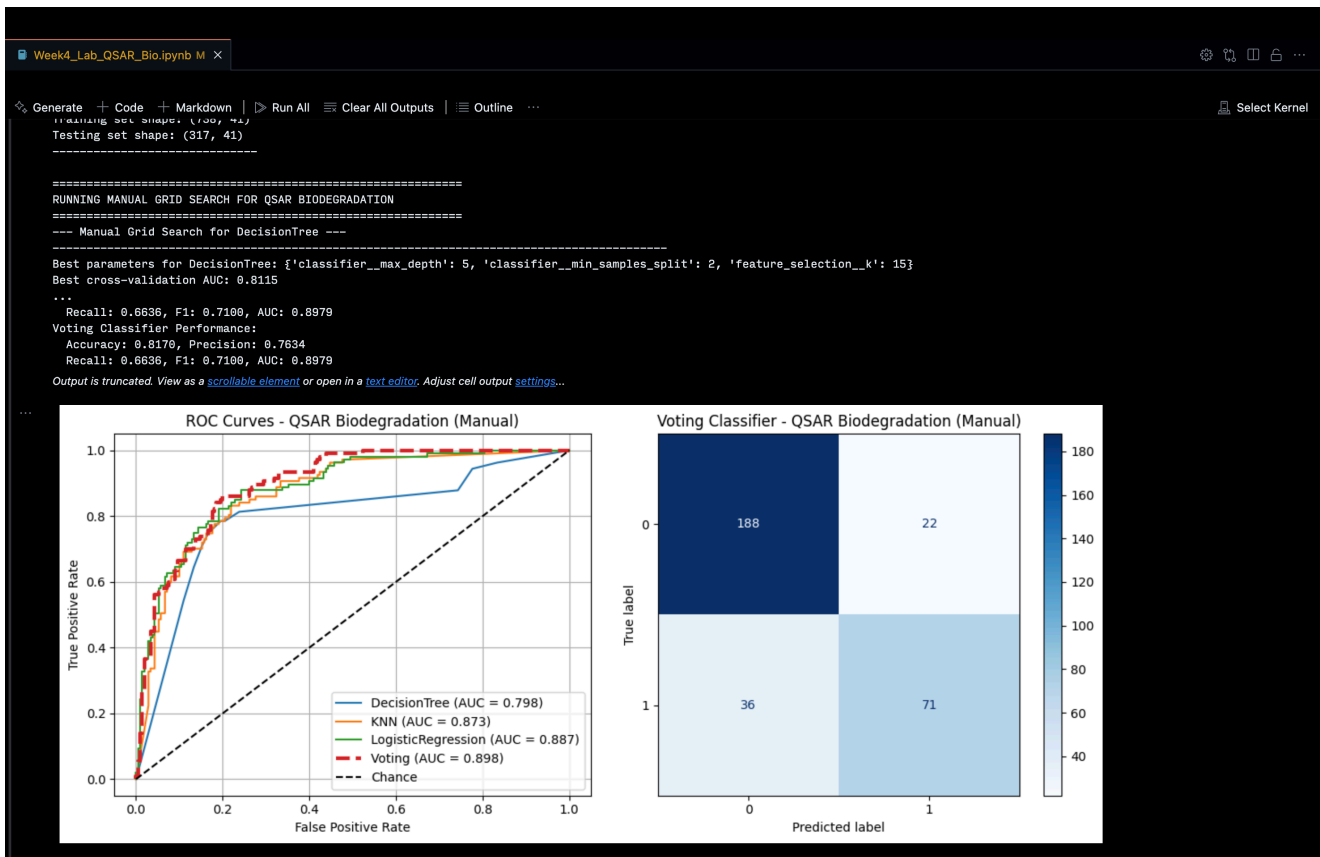 Week4_Lab_QSAR_Bio.ipynb M
Generate Code Markdown Run All Clear All Outputs Outline ... Select Kernel
Training set shape: (738, 41)
Testing set shape: (317, 41)
------------------------------
============================================================
RUNNING MANUAL GRID SEARCH FOR QSAR BIODEGRADATION
============================================================
--- Manual Grid Search for DecisionTree ---
------------------------------------------------------------------------------------------
Best parameters for DecisionTree: {'classifier__max_depth': 5, 'classifier__min_samples_split': 2, 'feature_selection__k': 15}
Best cross-validation AUC: 0.8115
...
Recall: 0.6636, F1: 0.7100, AUC: 0.8979
Voting Classifier Performance:
Accuracy: 0.8170, Precision: 0.7634
Recall: 0.6636, F1: 0.7100, AUC: 0.8979
Output is truncated. View as a scrollable element or open in a text editor. Adjust cell output settings...
...
ROC Curves - QSAR Biodegradation (Manual)
1.0
0.8
0.6
0.4
0.2
0.0
True Positive Rate
DecisionTree (AUC = 0.798)
KNN (AUC = 0.873)
LogisticRegression (AUC = 0.887)
Voting (AUC = 0.898)
Chance
0.0 0.2 0.4 0.6 0.8 1.0
False Positive Rate
Voting Classifier - QSAR Biodegradation (Manual)
True label
0 188 22
1 36 71
0 1
Predicted label
180
160
140
120
100
80
60
40